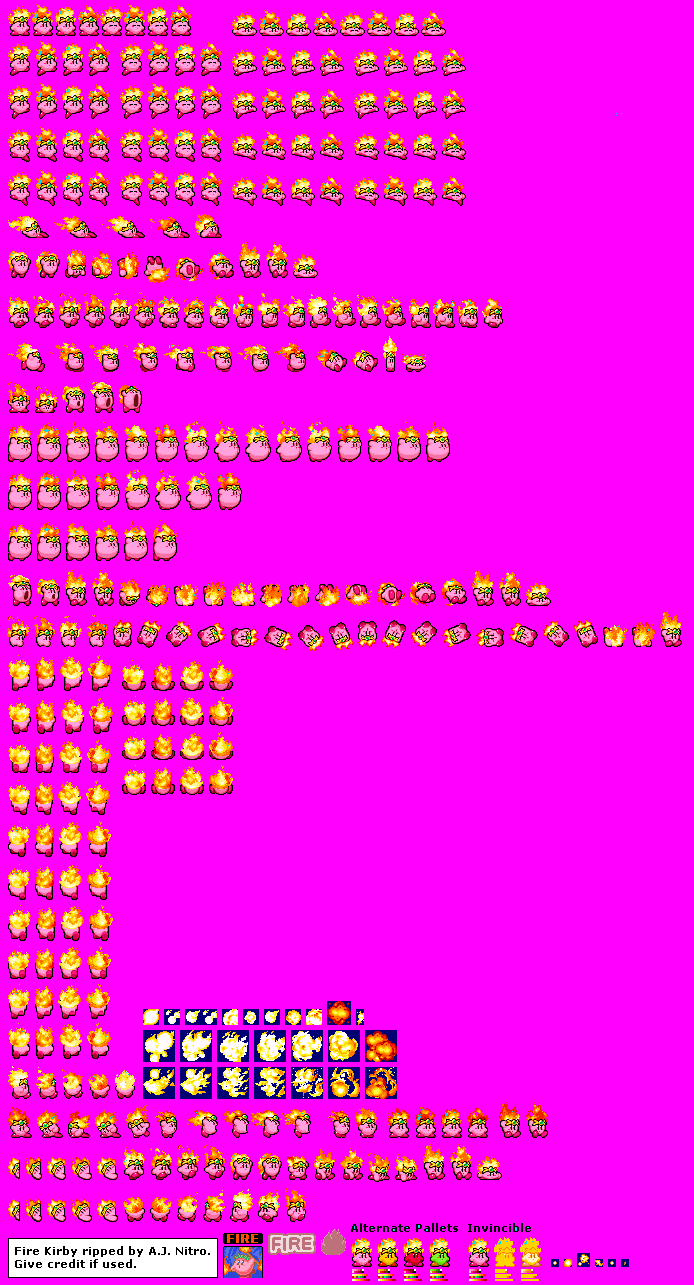 Alternate Pallets Invincible
FIRE
FIRE
Fire Kirby ripped by A.J. Nitro.
Give credit if used.